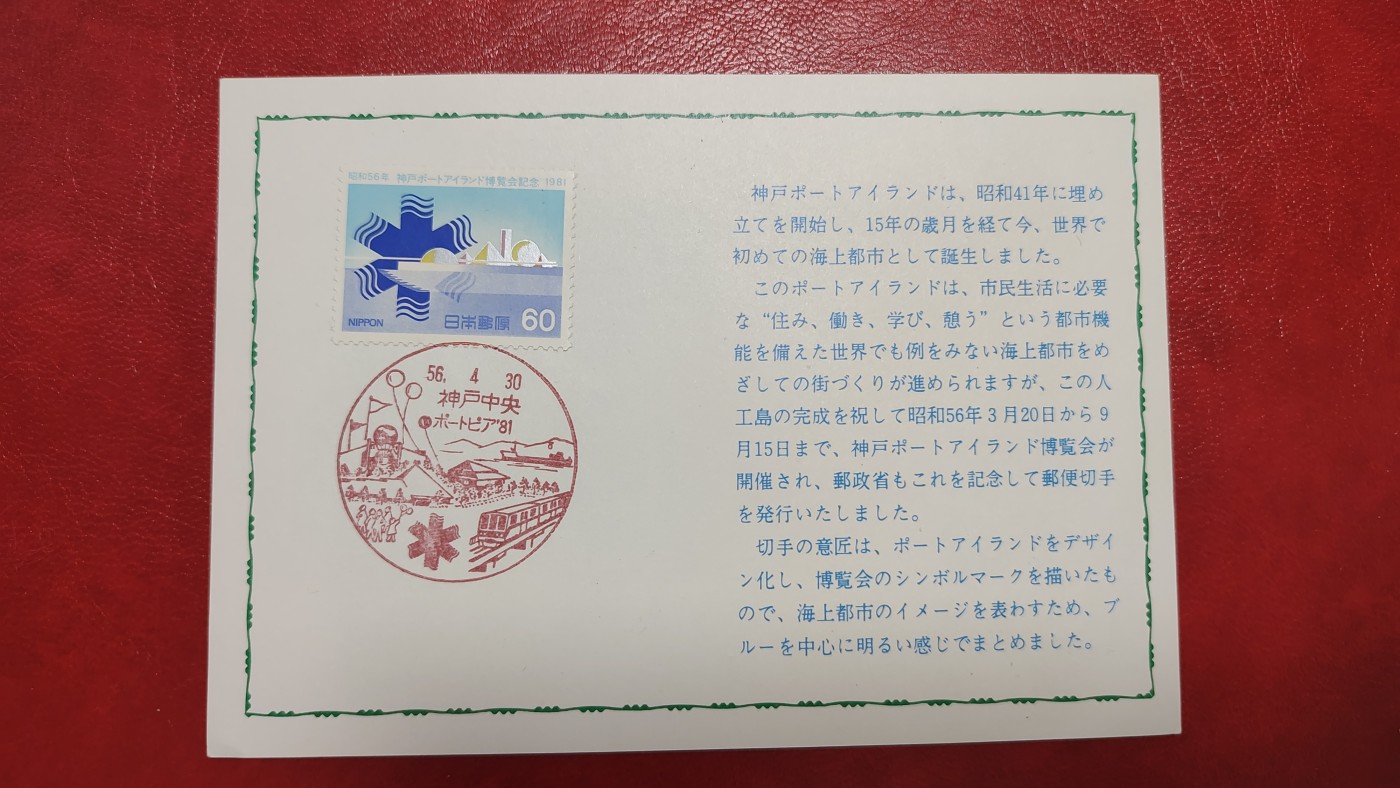 昭和56年 神戸ポートアイランド博覧会記念 1981
NIPPON 日本郵便 60
56. 4 30
神戸中央
ポートピア'81
神戸ポートアイランドは、昭和41年に埋め
立てを開始し、15年の歳月を経て今、世界で
初めての海上都市として誕生しました。
このポートアイランドは、市民生活に必要
な“住み、働き、学び、憩う”という都市機
能を備えた世界でも例をみない海上都市をめ
ざしての街づくりが進められますが、この人
工島の完成を祝して昭和56年3月20日から9
月15日まで、神戸ポートアイランド博覧会が
開催され、郵政省もこれを記念して郵便切手
を発行いたしました。
切手の意匠は、ポートアイランドをデザイ
ン化し、博覧会のシンボルマークを描いたも
ので、海上都市のイメージを表わすため、ブ
ルーを中心に明るい感じでまとめました。